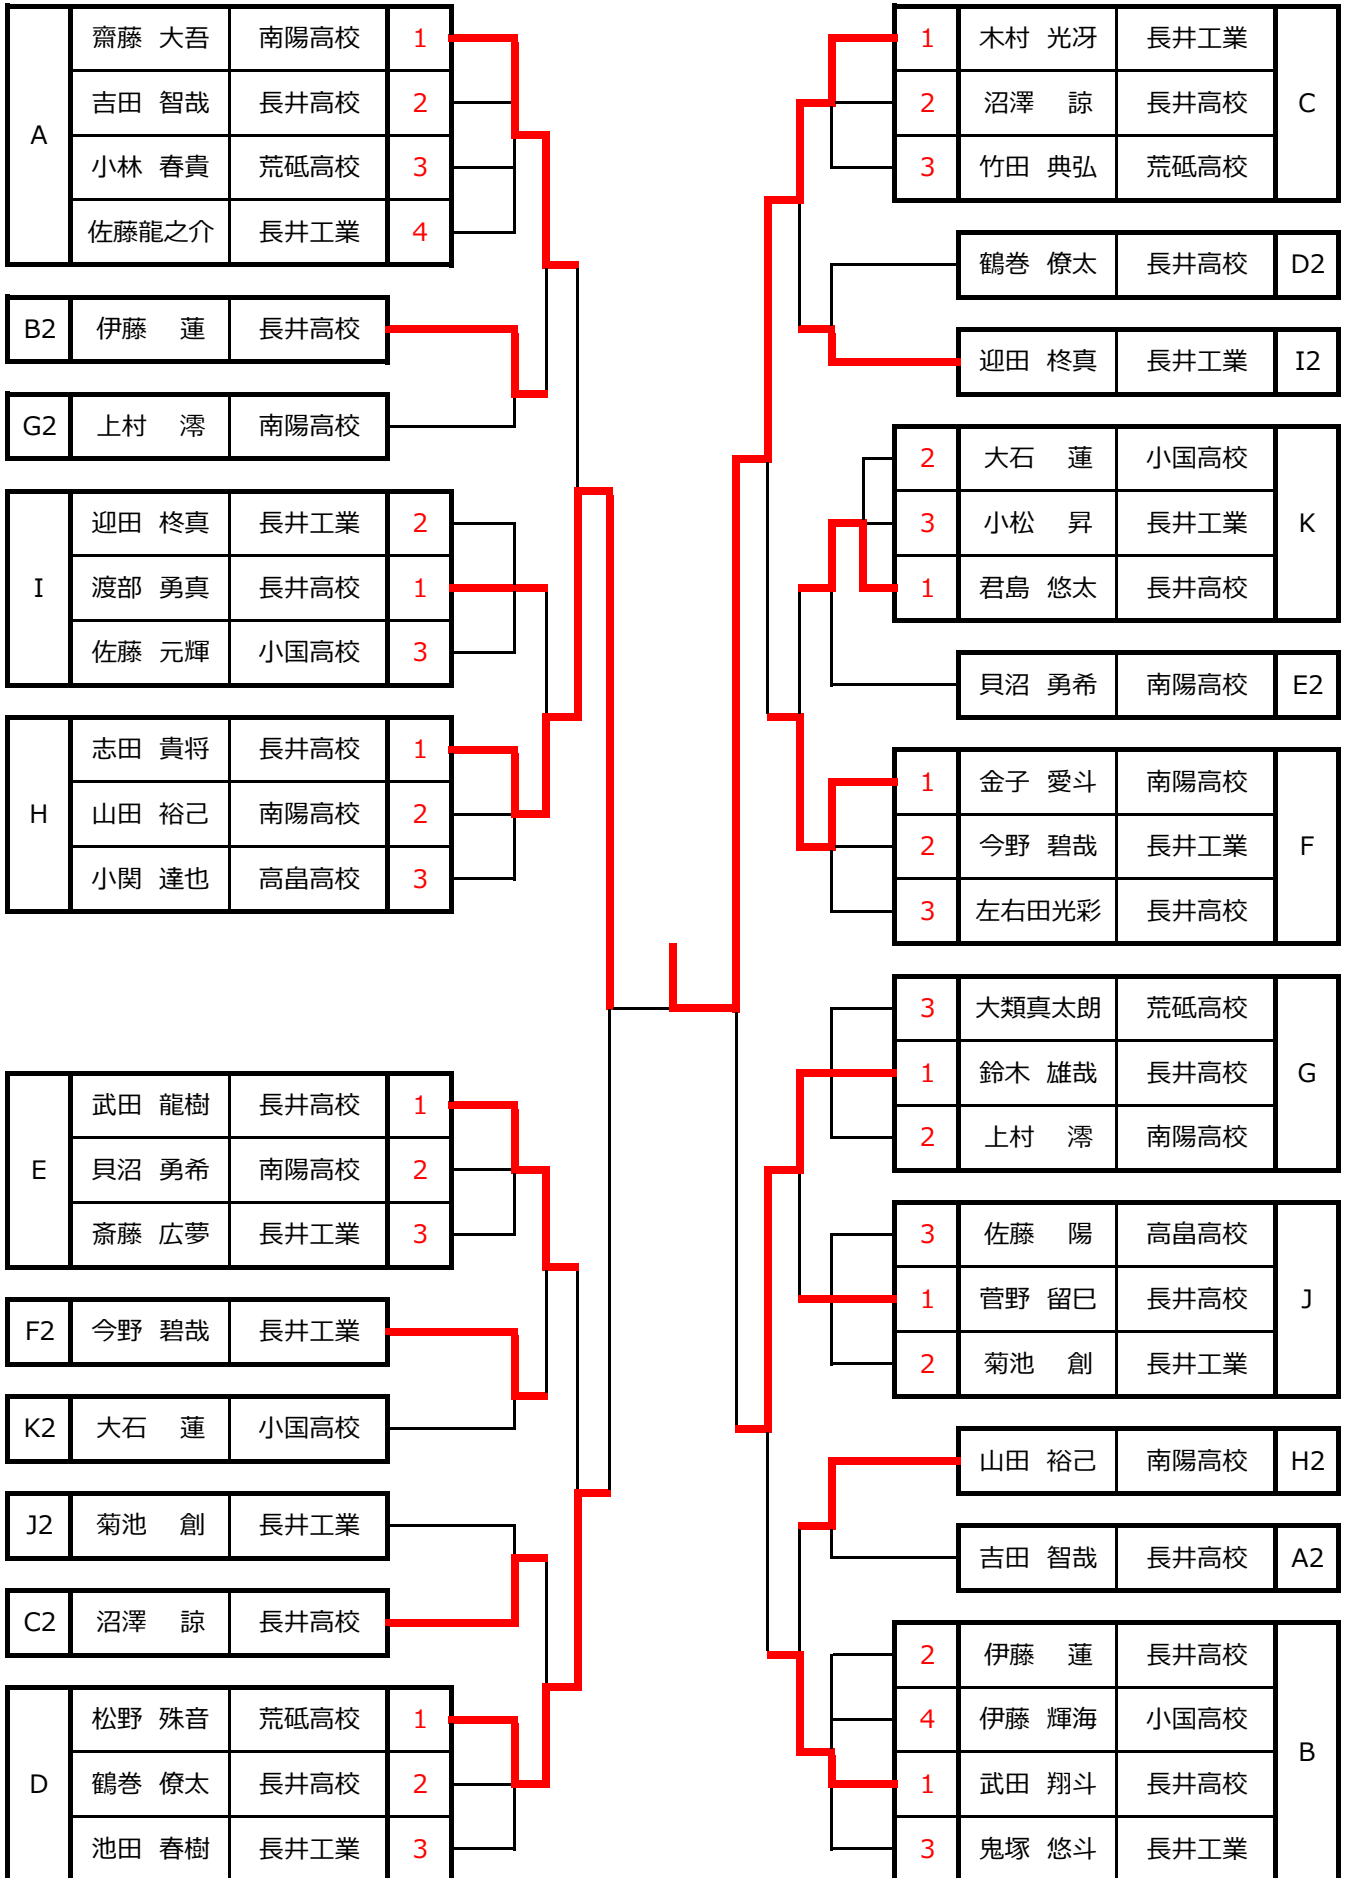 A
齋藤 大吾 南陽高校 1
吉田 智哉 長井高校 2
小林 春貴 荒砥高校 3
佐藤龍之介 長井工業 4
B2 伊藤 蓮 長井高校
G2 上村 澪 南陽高校
I
迎田 柊真 長井工業 2
渡部 勇真 長井高校 1
佐藤 元輝 小国高校 3
H
志田 貴将 長井高校 1
山田 裕己 南陽高校 2
小関 達也 高畠高校 3
E
武田 龍樹 長井高校 1
貝沼 勇希 南陽高校 2
斎藤 広夢 長井工業 3
F2 今野 碧哉 長井工業
K2 大石 蓮 小国高校
J2 菊池 創 長井工業
C2 沼澤 諒 長井高校
D
松野 殊音 荒砥高校 1
鶴巻 僚太 長井高校 2
池田 春樹 長井工業 3
1 木村 光冴 長井工業
2 沼澤 諒 長井高校
3 竹田 典弘 荒砥高校
C
鶴巻 僚太 長井高校 D2
迎田 柊真 長井工業 I2
2 大石 蓮 小国高校
3 小松 昇 長井工業
1 君島 悠太 長井高校
K
貝沼 勇希 南陽高校 E2
1 金子 愛斗 南陽高校
2 今野 碧哉 長井工業
3 左右田光彩 長井高校
F
3 大類真太朗 荒砥高校
1 鈴木 雄哉 長井高校
2 上村 澪 南陽高校
G
3 佐藤 陽 高畠高校
1 菅野 留巳 長井高校
2 菊池 創 長井工業
J
山田 裕己 南陽高校 H2
吉田 智哉 長井高校 A2
2 伊藤 蓮 長井高校
4 伊藤 輝海 小国高校
1 武田 翔斗 長井高校
3 鬼塚 悠斗 長井工業
B